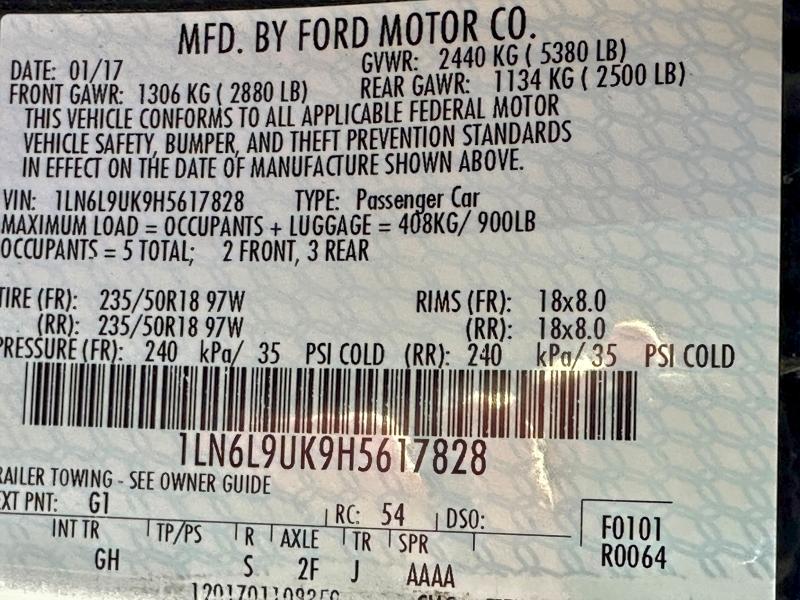 MFD. BY FORD MOTOR CO.
DATE: 01/17 GVWR: 2440 KG ( 5380 LB)
FRONT GAWR: 1306 KG ( 2880 LB) REAR GAWR: 1134 KG ( 2500 LB)
THIS VEHICLE CONFORMS TO ALL APPLICABLE FEDERAL MOTOR
VEHICLE SAFETY, BUMPER, AND THEFT PREVENTION STANDARDS
IN EFFECT ON THE DATE OF MANUFACTURE SHOWN ABOVE.
VIN: 1LN6L9UK9H5617828 TYPE: Passenger Car
MAXIMUM LOAD = OCCUPANTS + LUGGAGE = 408KG/ 900LB
OCCUPANTS = 5 TOTAL; 2 FRONT, 3 REAR
TIRE (FR): 235/50R18 97W RIMS (FR): 18x8.0
(RR): 235/50R18 97W (RR): 18x8.0
PRESSURE (FR): 240 kPa/ 35 PSI COLD (RR): 240 kPa/ 35 PSI COLD
1LN6L9UK9H5617828
RAILER TOWING - SEE OWNER GUIDE
EXT PNT: G1 RC: 54 DSO:
INT TR TP/PS R AXLE TR SPR F0101
GH S 2F J AAAA R0064